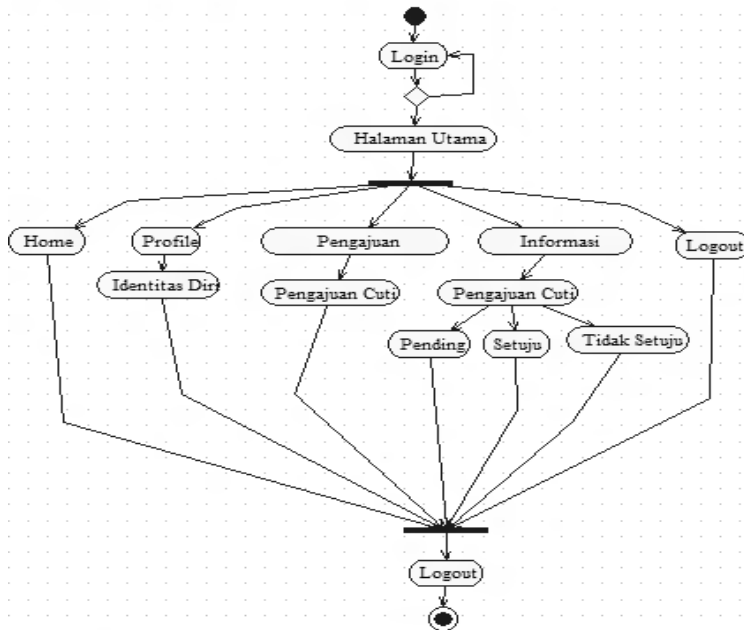 Login
Halaman Utama
Home
Profile
Pengajuan
Informasi
Logout
Identitas Diri
Pengajuan Cuti
Pengajuan Cuti
Pending
Setuju
Tidak Setuju
Logout